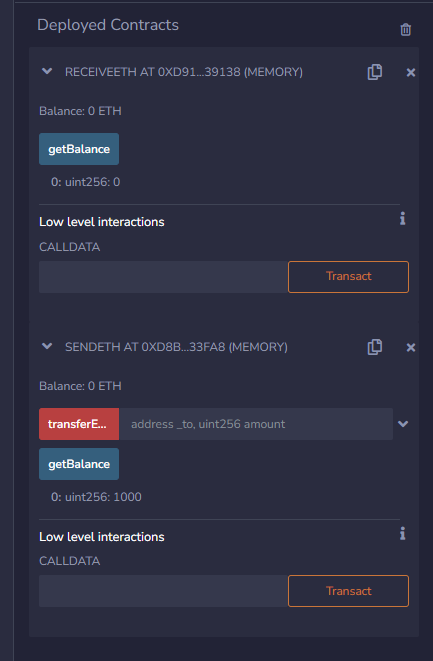 Deployed Contracts
RECEIVEETH AT 0XD91...39138 (MEMORY)
Balance: 0 ETH
getBalance
0: uint256: 0
Low level interactions
CALLDATA
Transact
SENDETH AT 0XD8B...33FA8 (MEMORY)
Balance: 0 ETH
transferE... address _to, uint256 amount
getBalance
0: uint256: 1000
Low level interactions
CALLDATA
Transact